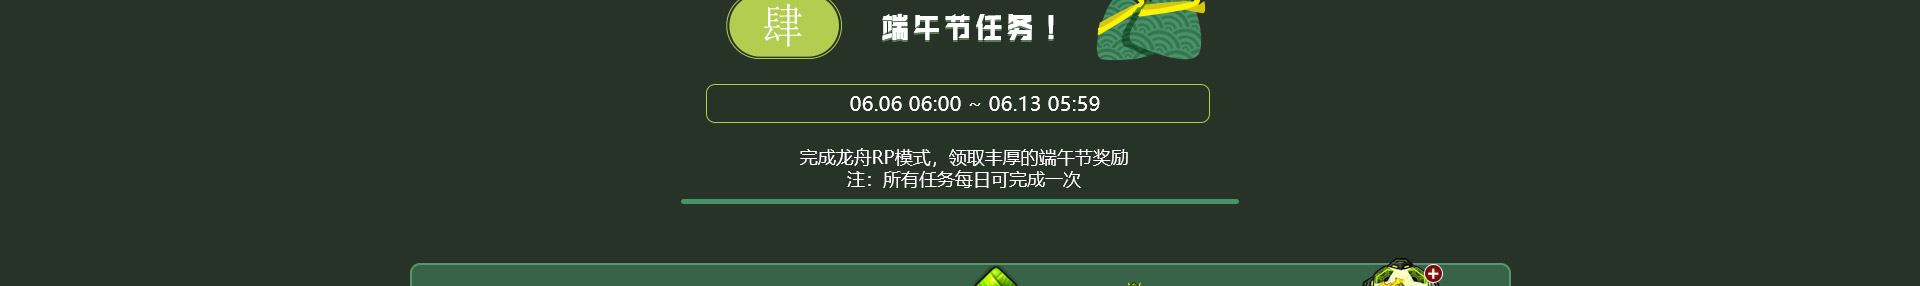 肆
端午节任务！
06.06 06:00 ~ 06.13 05:59
完成龙舟RP模式，领取丰厚的端午节奖励
注：所有任务每日可完成一次